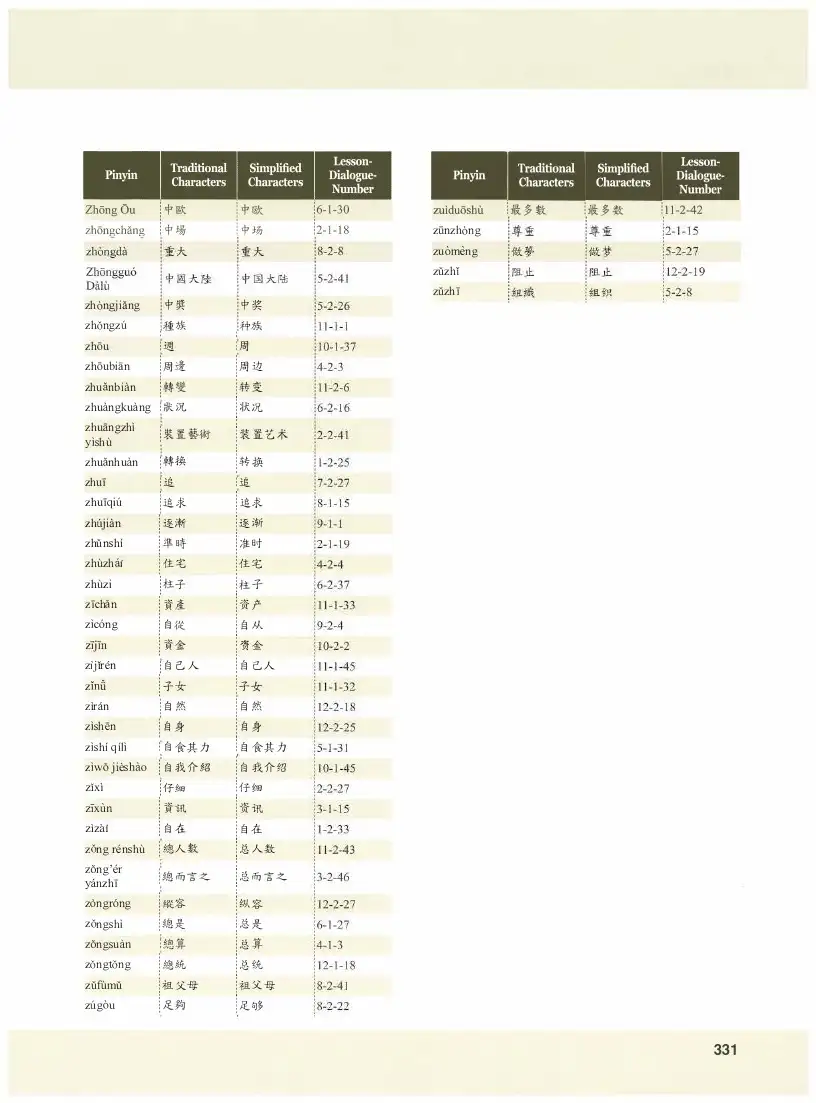 Pinyin Traditional Characters Simplified Characters Lesson-Dialogue-Number
Zhōng Ōu 中歐 中欧 6-1-30
zhōngchǎng 中場 中场 2-1-18
zhòngdà 重大 重大 8-2-8
Zhōngguó Dàlù 中國大陸 中国大陆 5-2-41
zhòngjiǎng 中獎 中奖 5-2-26
zhǒngzú 種族 种族 11-1-1
zhōu 週 周 10-1-37
zhōubiān 周邊 周边 4-2-3
zhuǎnbiàn 轉變 转变 11-2-6
zhuàngkuàng 狀況 状况 6-2-16
zhuāngzhì yìshù 裝置藝術 装置艺术 2-2-41
zhuǎnhuàn 轉換 转换 1-2-25
zhuī 追 追 7-2-27
zhuīqiú 追求 追求 8-1-15
zhújiàn 逐漸 逐渐 9-1-1
zhǔnshí 準時 准时 2-1-19
zhùzhái 住宅 住宅 4-2-4
zhùzi 柱子 柱子 6-2-37
zīchǎn 資產 资产 11-1-33
zìcóng 自從 自从 9-2-4
zījīn 資金 资金 10-2-2
zìjǐrén 自己人 自己人 11-1-45
zǐnǚ 子女 子女 11-1-32
zìrán 自然 自然 12-2-18
zìshēn 自身 自身 12-2-25
zìshí qílì 自食其力 自食其力 5-1-31
zìwǒ jièshào 自我介紹 自我介绍 10-1-45
zǐxì 仔細 仔细 2-2-27
zīxùn 資訊 资讯 3-1-15
zìzài 自在 自在 1-2-33
zǒng rénshù 總人數 总人数 11-2-43
zǒng’ér yánzhī 總而言之 总而言之 3-2-46
zòngróng 縱容 纵容 12-2-27
zǒngshì 總是 总是 6-1-27
zǒngsuàn 總算 总算 4-1-3
zǒngtǒng 總統 总统 12-1-18
zǔfùmǔ 祖父母 祖父母 8-2-41
zúgòu 足夠 足够 8-2-22
Pinyin Traditional Characters Simplified Characters Lesson-Dialogue-Number
zuìduōshù 最多數 最多数 11-2-42
zūnzhòng 尊重 尊重 2-1-15
zuòmèng 做夢 做梦 5-2-27
zǔzhǐ 阻止 阻止 12-2-19
zǔzhī 組織 组织 5-2-8
331